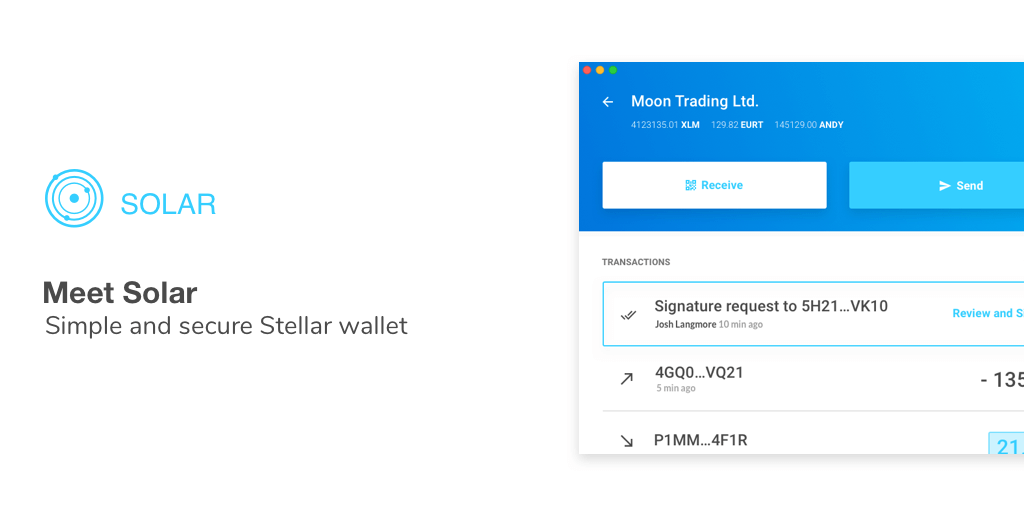 SOLAR
Meet Solar
Simple and secure Stellar wallet
Moon Trading Ltd.
4123135.01 XLM 129.82 EURT 145129.00 ANDY
Receive
Send
TRANSACTIONS
Signature request to 5H21...VK10
Josh Langmore 10 min ago
Review and S
4GQ0...VQ21
5 min ago
- 135
P1MM...4F1R
21.